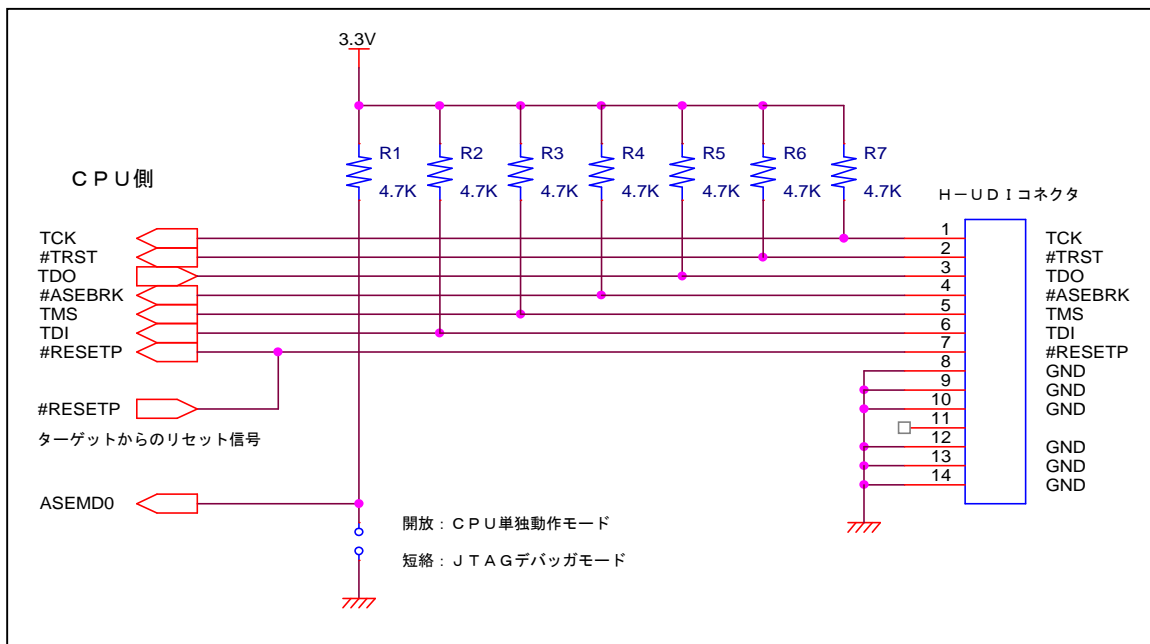 3.3V
R1
4.7K
R2
4.7K
R3
4.7K
R4
4.7K
R5
4.7K
R6
4.7K
R7
4.7K
ＣＰＵ側
Ｈ－ＵＤＩコネクタ
TCK
#TRST
TDO
#ASEBRK
TMS
TDI
#RESETP
#RESETP
ターゲットからのリセット信号
ASEMD0
1
2
3
4
5
6
7
8
9
10
11
12
13
14
TCK
#TRST
TDO
#ASEBRK
TMS
TDI
#RESETP
GND
GND
GND
GND
GND
GND
開放：ＣＰＵ単独動作モード
短絡：ＪＴＡＧデバッガモード